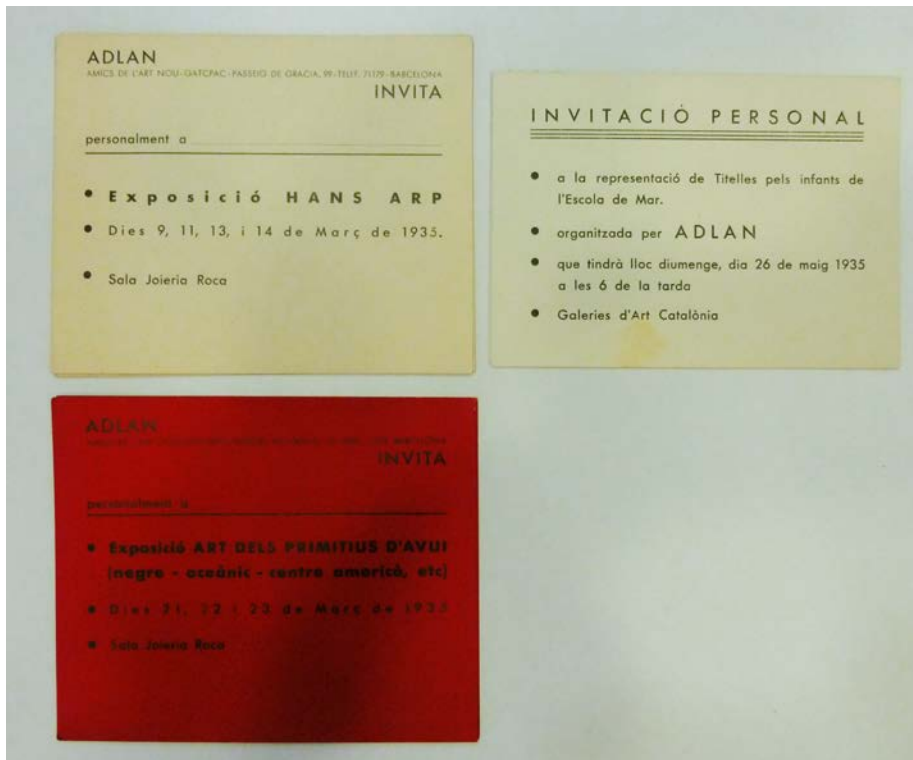 ADLAN
AMICS DE L'ART NOU-GATCPAC-PASSEIG DE GRACIA, 99-TELEF. 71179-BARCELONA
INVITA
personalment a
• Exposició HANS ARP
• Dies 9, 11, 13, i 14 de Març de 1935.
• Sala Joieria Roca
INVITACIÓ PERSONAL
• a la representació de Titelles pels infants de
l'Escola de Mar.
• organitzada per ADLAN
• que tindrà lloc diumenge, dia 26 de maig 1935
a les 6 de la tarda
• Galeries d'Art Catalònia
ADLAN
INVITA
personalment a
• Exposició ART DELS PRIMITIUS D'AVUI
(negre - oceànic - centre americà, etc)
• Dies 21, 22 i 23 de Març de 1935
• Sala Joieria Roca